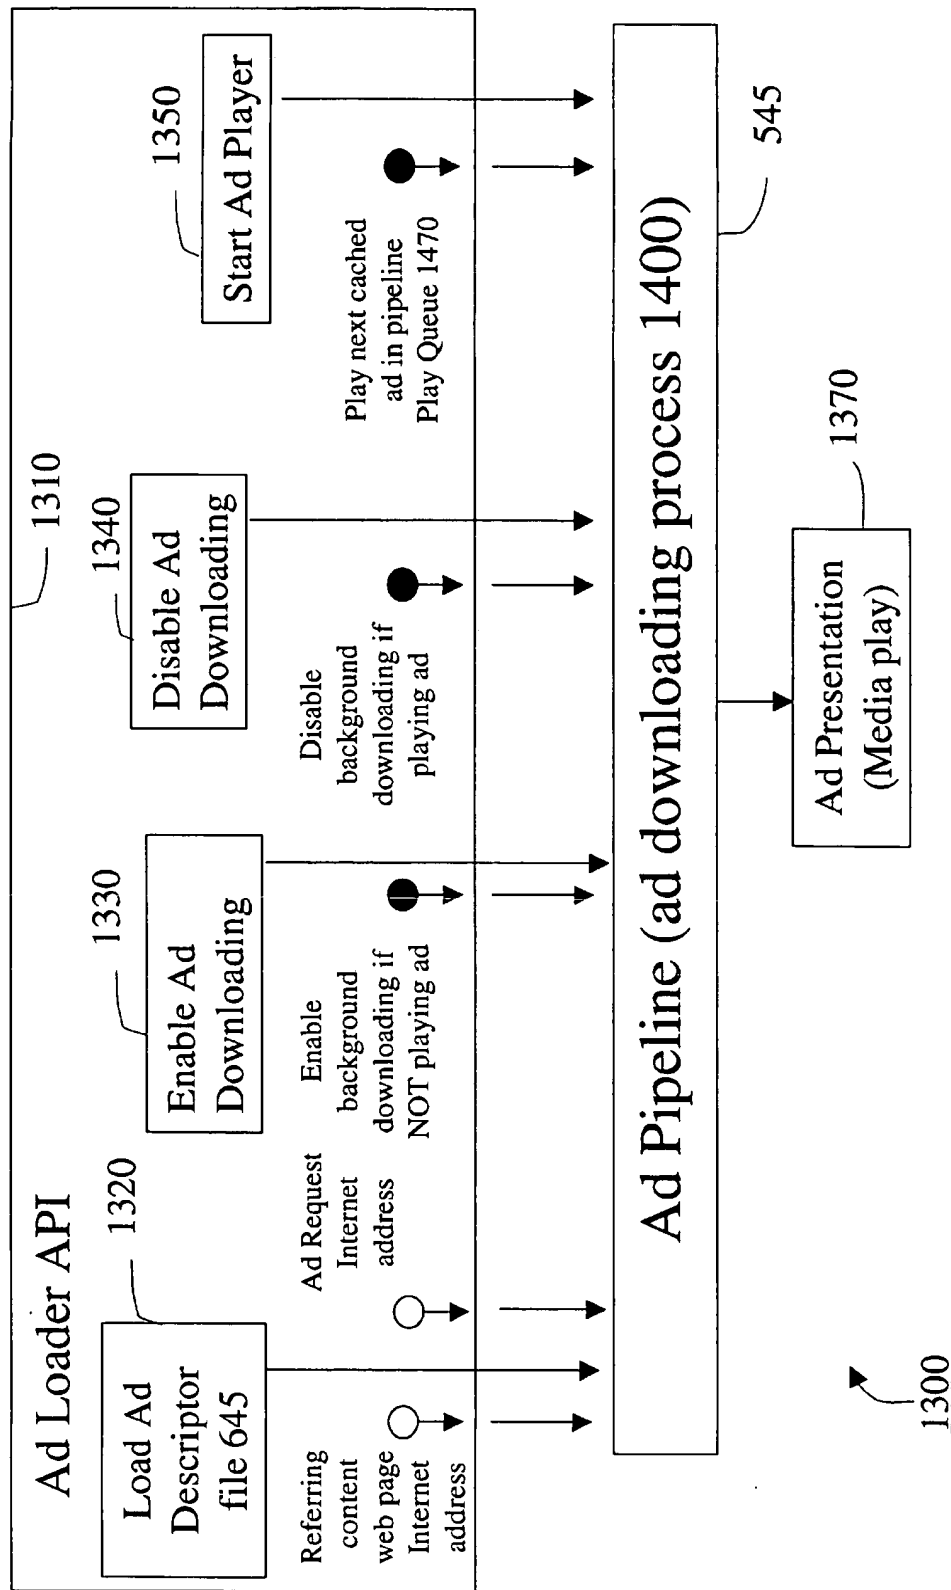 Ad Loader API
1310
1320
Load Ad
Descriptor
file 645
1330
Enable Ad
Downloading
1340
Disable Ad
Downloading
1350
Start Ad Player
Referring
content
web page
Internet
address
Ad Request
Internet
address
Enable
background
downloading if
NOT playing ad
Disable
background
downloading if
playing ad
Play next cached
ad in pipeline
Play Queue 1470
Ad Pipeline (ad downloading process 1400)
545
Ad Presentation
(Media play)
1370
1300